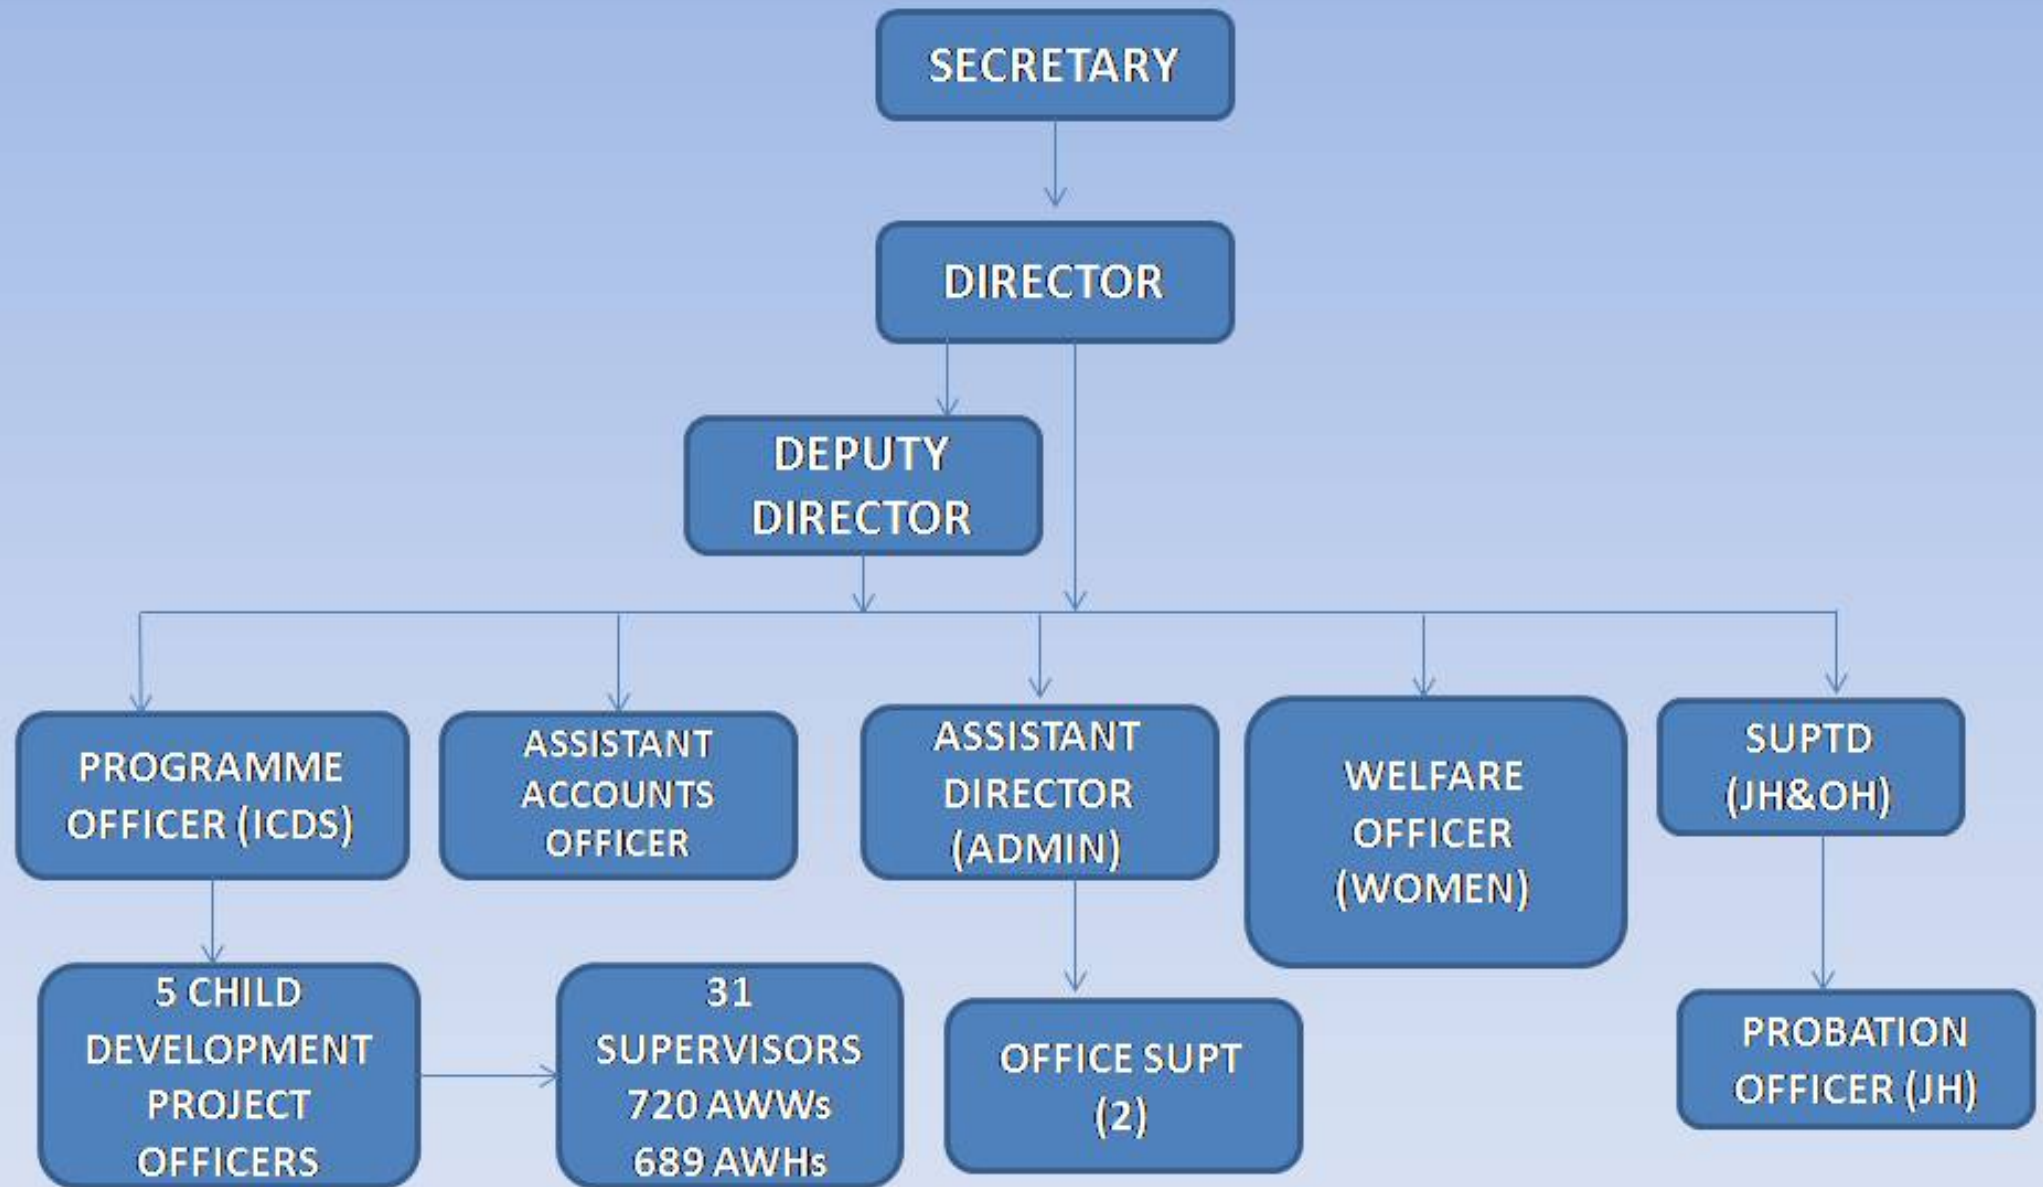 SECRETARY
DIRECTOR
DEPUTY
DIRECTOR
PROGRAMME
OFFICER (ICDS)
ASSISTANT
ACCOUNTS
OFFICER
ASSISTANT
DIRECTOR
(ADMIN)
WELFARE
OFFICER
(WOMEN)
SUPTD
(JH&OH)
5 CHILD
DEVELOPMENT
PROJECT
OFFICERS
31
SUPERVISORS
720 AWWs
689 AWHs
OFFICE SUPT
(2)
PROBATION
OFFICER (JH)